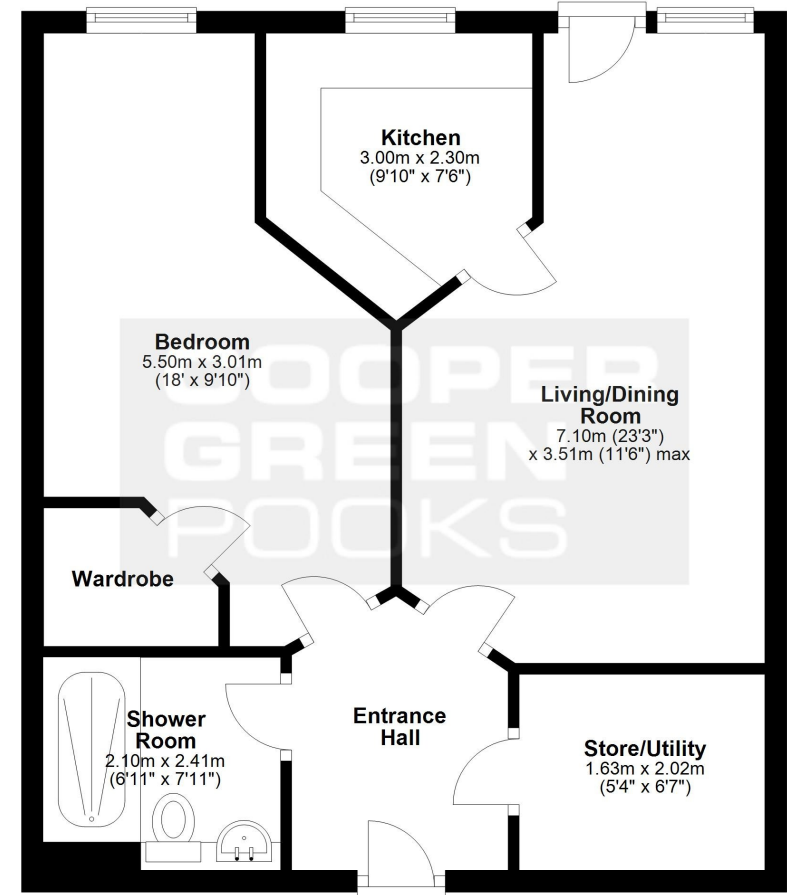 Kitchen
3.00m x 2.30m
(9'10" x 7'6")
Bedroom
5.50m x 3.01m
(18' x 9'10")
Living/Dining
Room
7.10m (23'3")
x 3.51m (11'6") max
COOPER
GREEN
POOKS
Wardrobe
Shower
Room
2.10m x 2.41m
(6'11" x 7'11")
Entrance
Hall
Store/Utility
1.63m x 2.02m
(5'4" x 6'7")